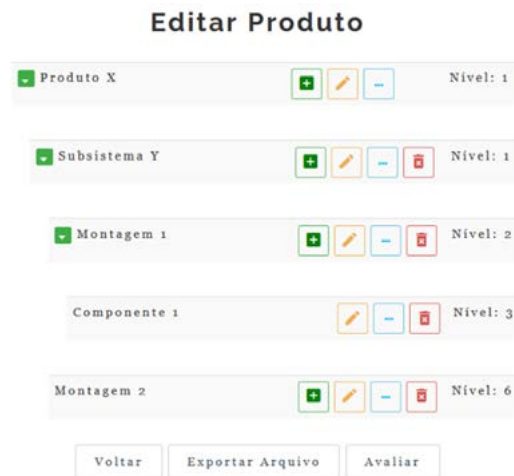 Editar Produto
Produto X Nível: 1
Subsistema Y Nível: 1
Montagem 1 Nível: 2
Componente 1 Nível: 3
Montagem 2 Nível: 6
Voltar Exportar Arquivo Avaliar